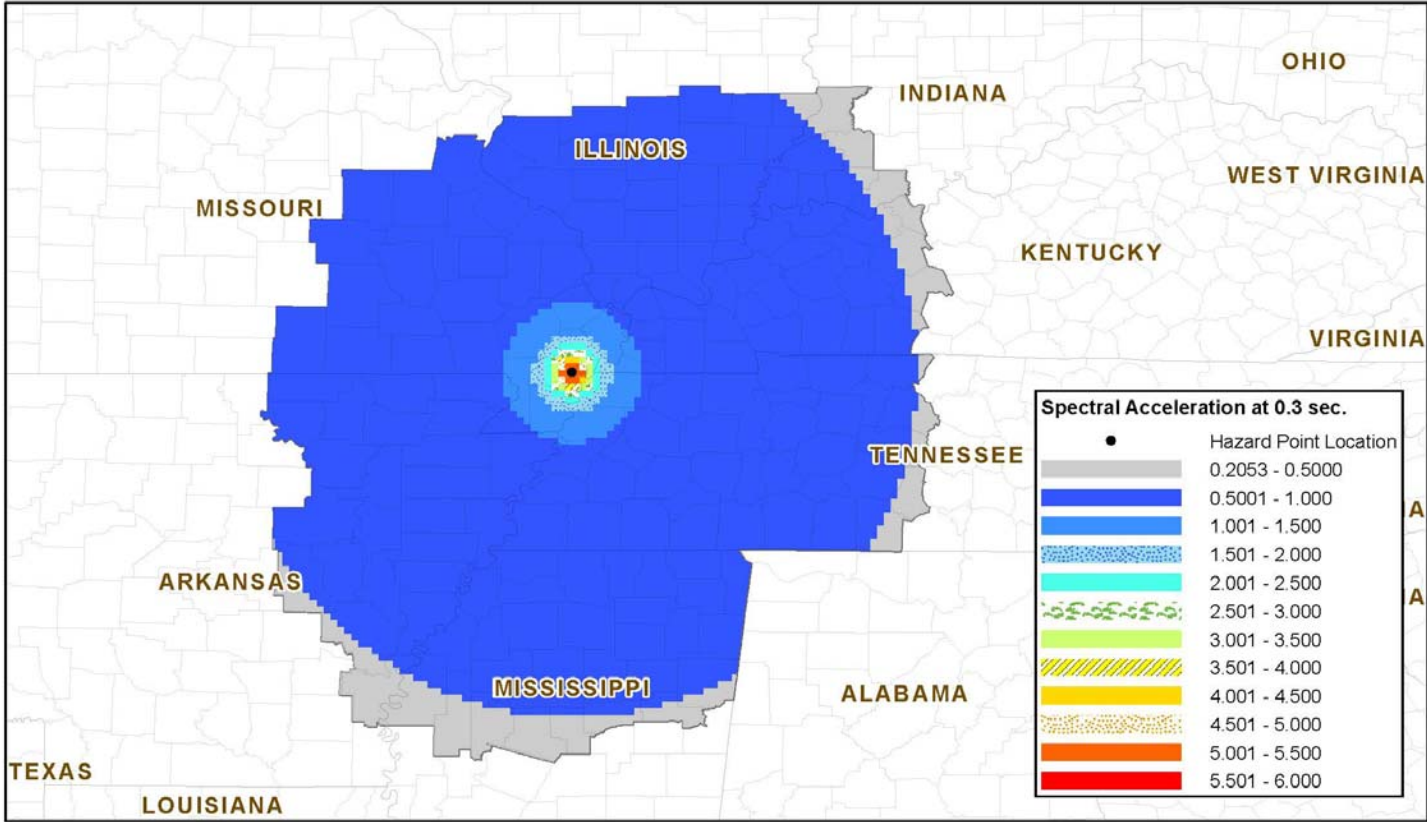 OHIO
INDIANA
ILLINOIS
WEST VIRGINIA
MISSOURI
KENTUCKY
VIRGINIA
TENNESSEE
ARKANSAS
MISSISSIPPI
ALABAMA
TEXAS
LOUISIANA
A
A
Spectral Acceleration at 0.3 sec.
Hazard Point Location
0.2053 - 0.5000
0.5001 - 1.000
1.001 - 1.500
1.501 - 2.000
2.001 - 2.500
2.501 - 3.000
3.001 - 3.500
3.501 - 4.000
4.001 - 4.500
4.501 - 5.000
5.001 - 5.500
5.501 - 6.000